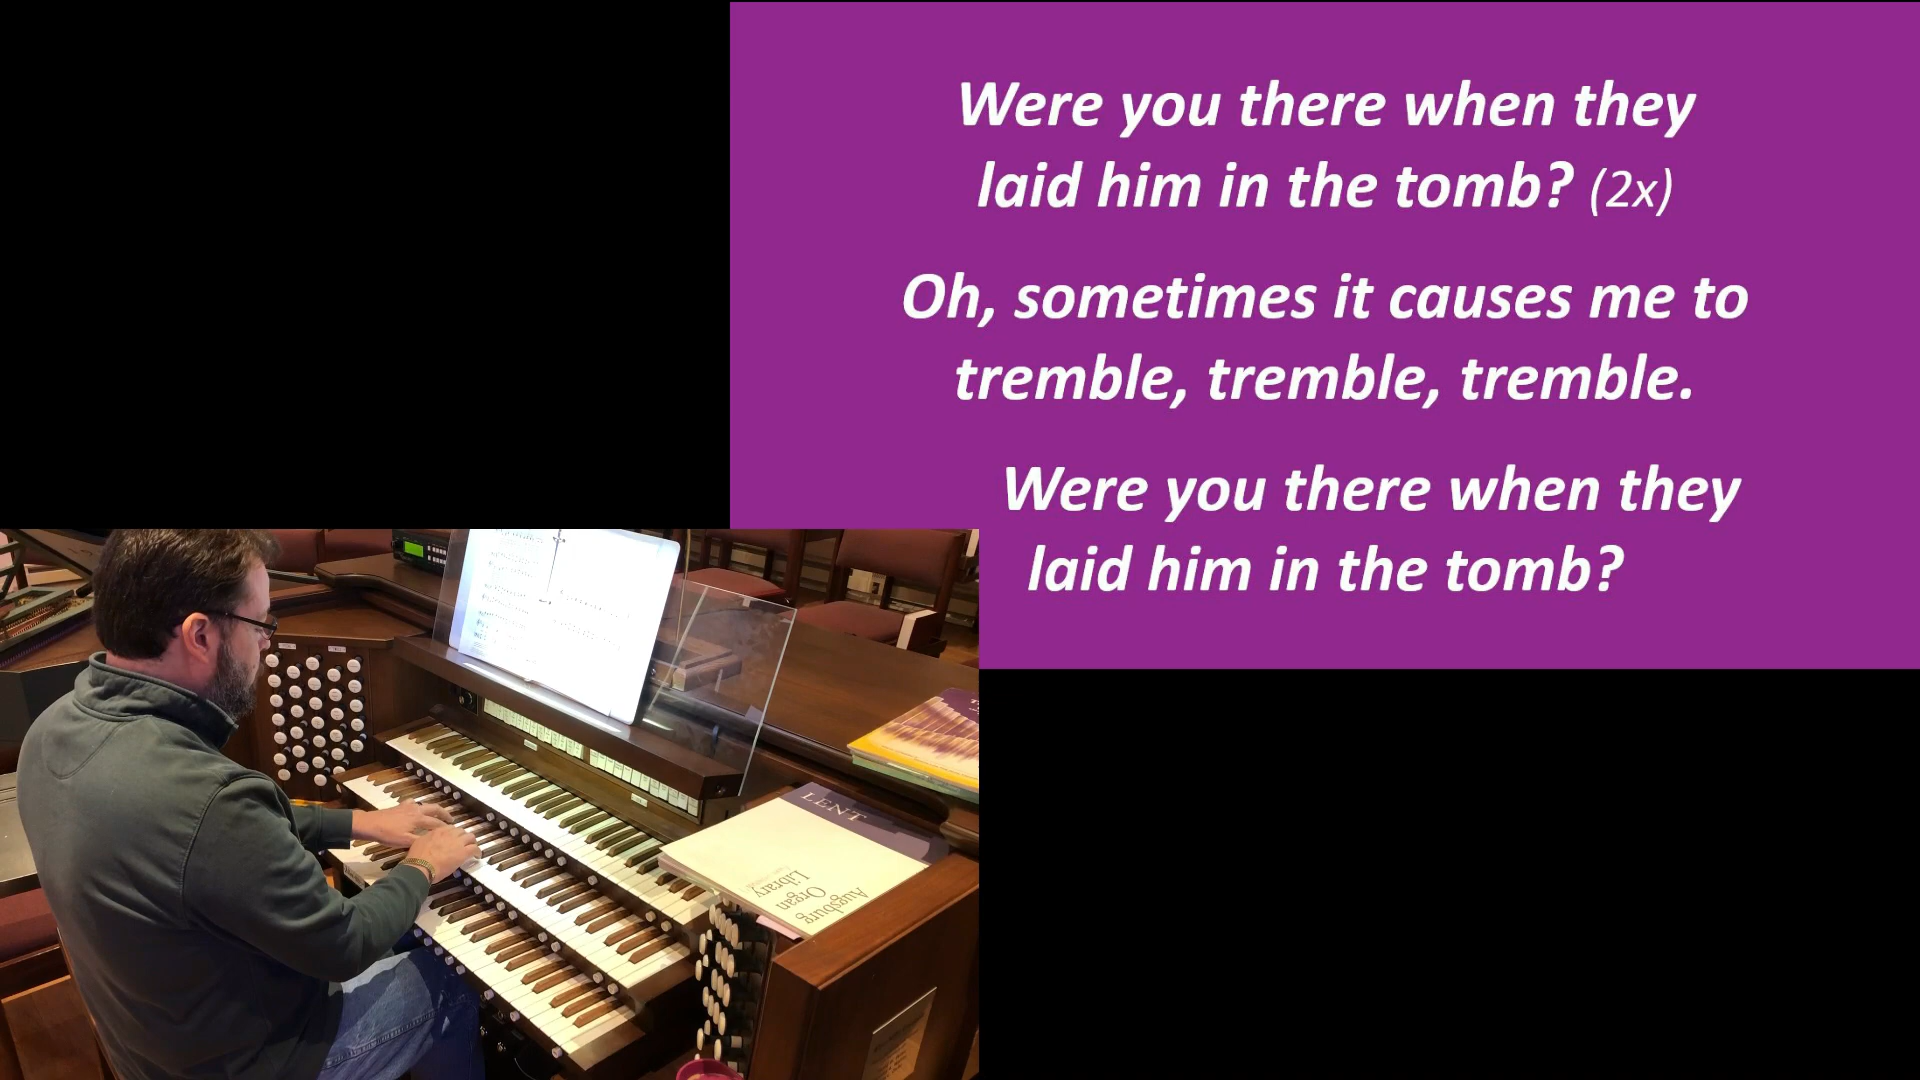 Were you there when they
laid him in the tomb? (2x)
Oh, sometimes it causes me to
tremble, tremble, tremble.
Were you there when they
laid him in the tomb?
LENT
Augsburg
Organ
Library